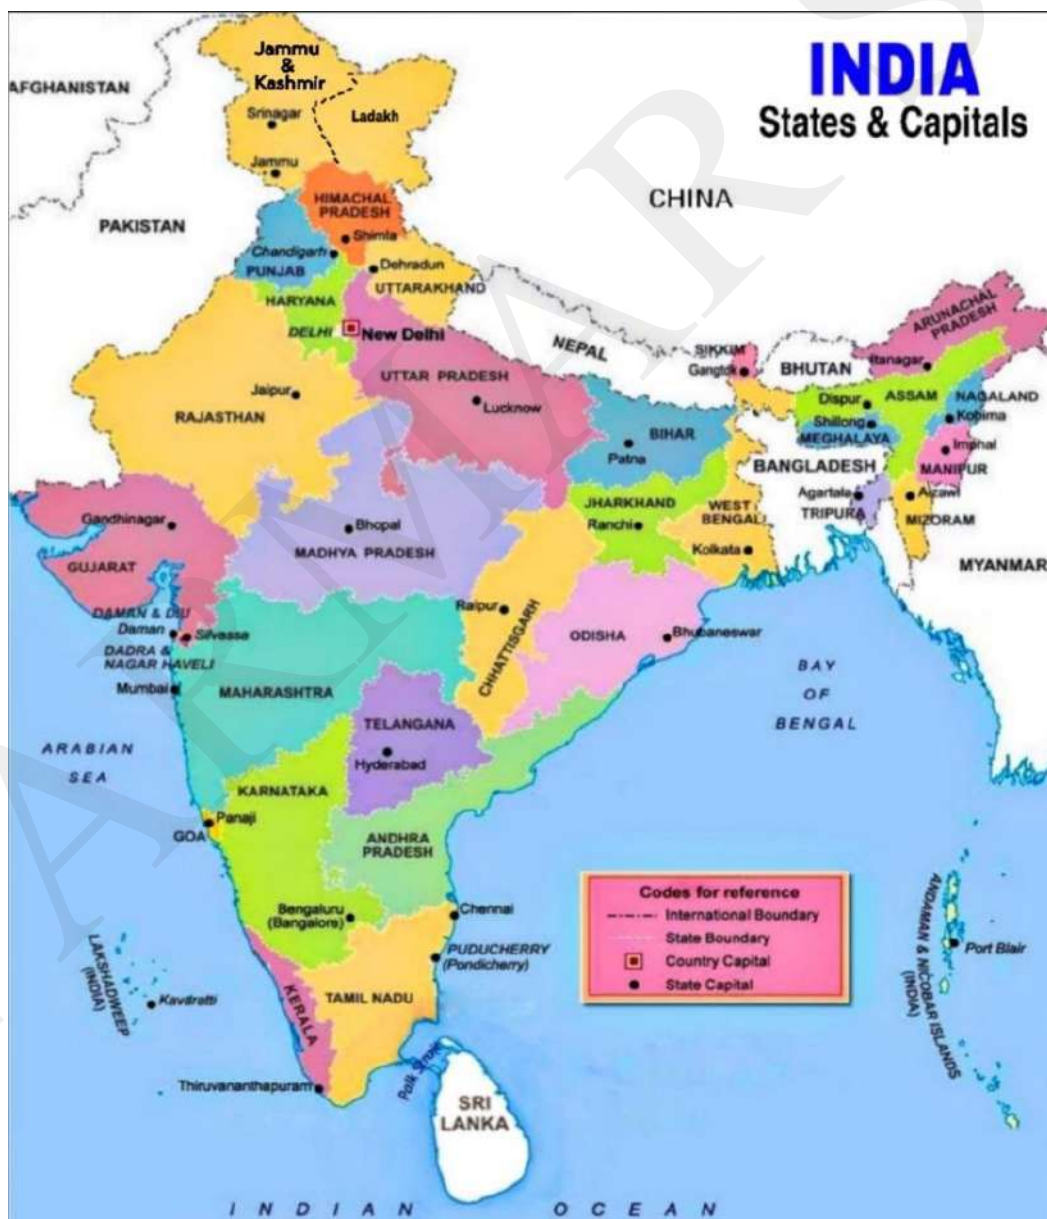 INDIA
States & Capitals
Jammu
&
Kashmir
Ladakh
AFGHANISTAN
Srinagar
Jammu
CHINA
HIMACHAL
PRADESH
PAKISTAN
Shimla
Chandigarh
PUNJAB
Dehradun
UTTARAKHAND
HARYANA
DELHI
New Delhi
NEPAL
ARUNACHAL
PRADESH
SIKKIM
Gangtok
BHUTAN
Itanagar
UTTAR PRADESH
Jaipur
Lucknow
RAJASTHAN
ASSAM
NAGALAND
Dispur
Kohima
Shillong
MEGHALAYA
BIHAR
Patna
Imphal
MANIPUR
BANGLADESH
JHARKHAND
Ranchi
WEST
BENGAL
Kolkata
Agartala
TRIPURA
Aizawl
MIZORAM
MYANMAR
Gandhinagar
GUJARAT
Bhopal
MADHYA PRADESH
DAMAN & DIU
Daman
Silvassa
DADRA &
NAGAR HAVELI
Mumbai
MAHARASHTRA
Raipur
CHHATTISGARH
ODISHA
Bhubaneswar
BAY
OF
BENGAL
ARABIAN
SEA
TELANGANA
Hyderabad
KARNATAKA
Panaji
GOA
ANDHRA
PRADESH
Bengaluru
(Bangalore)
Chennai
PUDUCHERRY
(Pondicherry)
Codes for reference
International Boundary
State Boundary
Country Capital
State Capital
ANDAMAN & NICOBAR ISLANDS
(INDIA)
Port Blair
LAKSHADWEEP
(INDIA)
Kavaratti
KERALA
TAMIL NADU
Thiruvananthapuram
Palk Strait
SRI
LANKA
INDIAN OCEAN